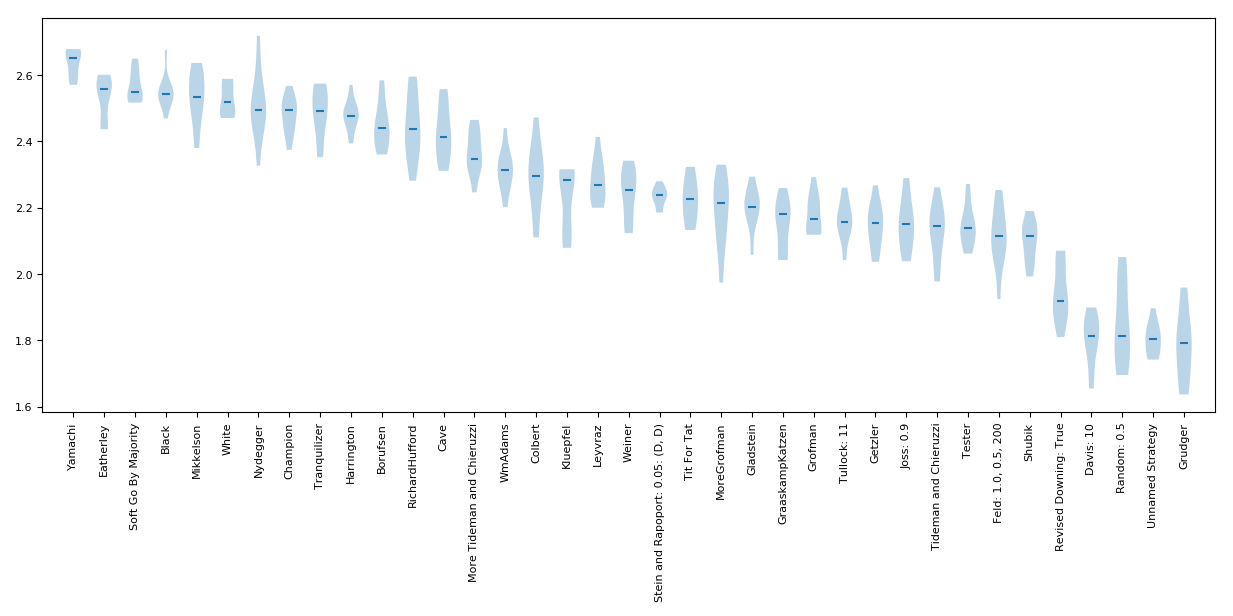 2.6
2.4
2.2
2.0
1.8
1.6
Yamachi
Eatherley
Soft Go By Majority
Black
Mikkelson
White
Nydegger
Champion
Tranquilizer
Harrington
Borufsen
RichardHufford
Cave
More Tideman and Chieruzzi
WmAdams
Colbert
Kluepfel
Leyvraz
Weiner
Stein and Rapoport: 0.05: (D, D)
Tit For Tat
MoreGrofman
Gladstein
GraaskampKatzen
Grofman
Tullock: 11
Getzler
Joss: 0.9
Tideman and Chieruzzi
Tester
Feld: 1.0, 0.5, 200
Shubik
Revised Downing: True
Davis: 10
Random: 0.5
Unnamed Strategy
Grudger